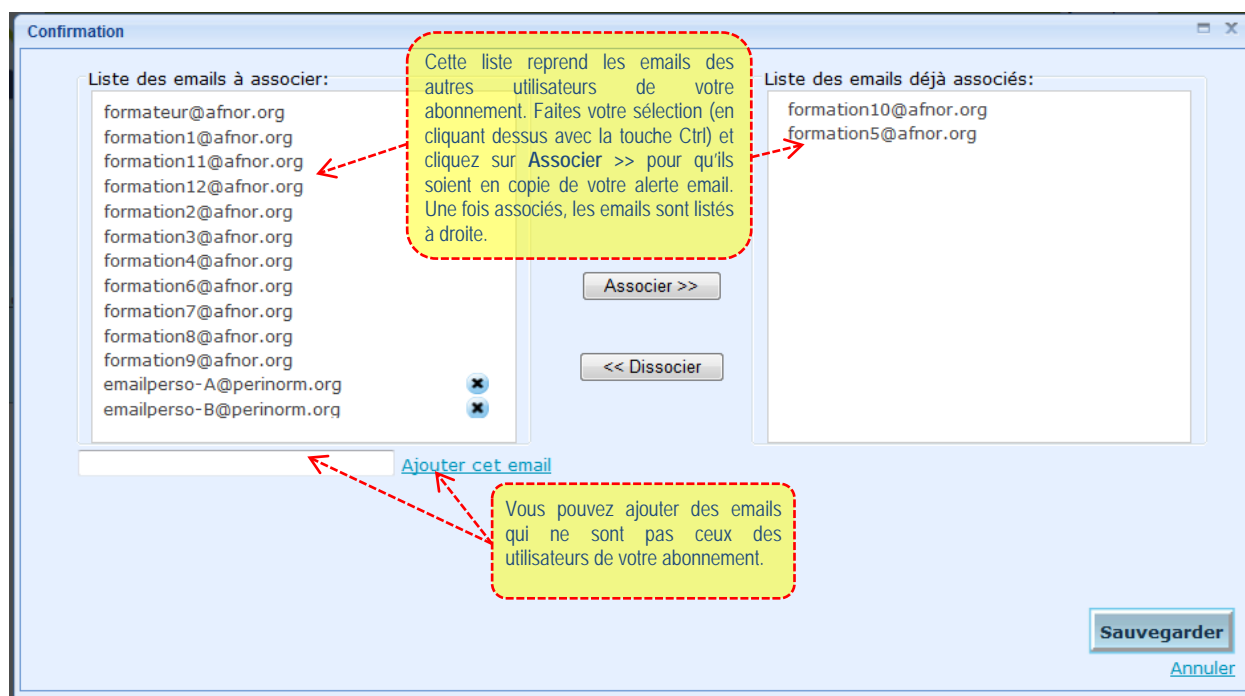 Confirmation
Liste des emails à associer:
formateur@afnor.org
formation1@afnor.org
formation11@afnor.org
formation12@afnor.org
formation2@afnor.org
formation3@afnor.org
formation4@afnor.org
formation6@afnor.org
formation7@afnor.org
formation8@afnor.org
formation9@afnor.org
emailperso-A@perinorm.org
emailperso-B@perinorm.org
Ajouter cet email
Cette liste reprend les emails des
autres utilisateurs de votre
abonnement. Faites votre sélection (en
cliquant dessus avec la touche Ctrl) et
cliquez sur Associer >> pour qu'ils
soient en copie de votre alerte email.
Une fois associés, les emails sont listés
à droite.
Associer >>
<< Dissocier
Liste des emails déjà associés:
formation10@afnor.org
formation5@afnor.org
Vous pouvez ajouter des emails
qui ne sont pas ceux des
utilisateurs de votre abonnement.
Sauvegarder
Annuler